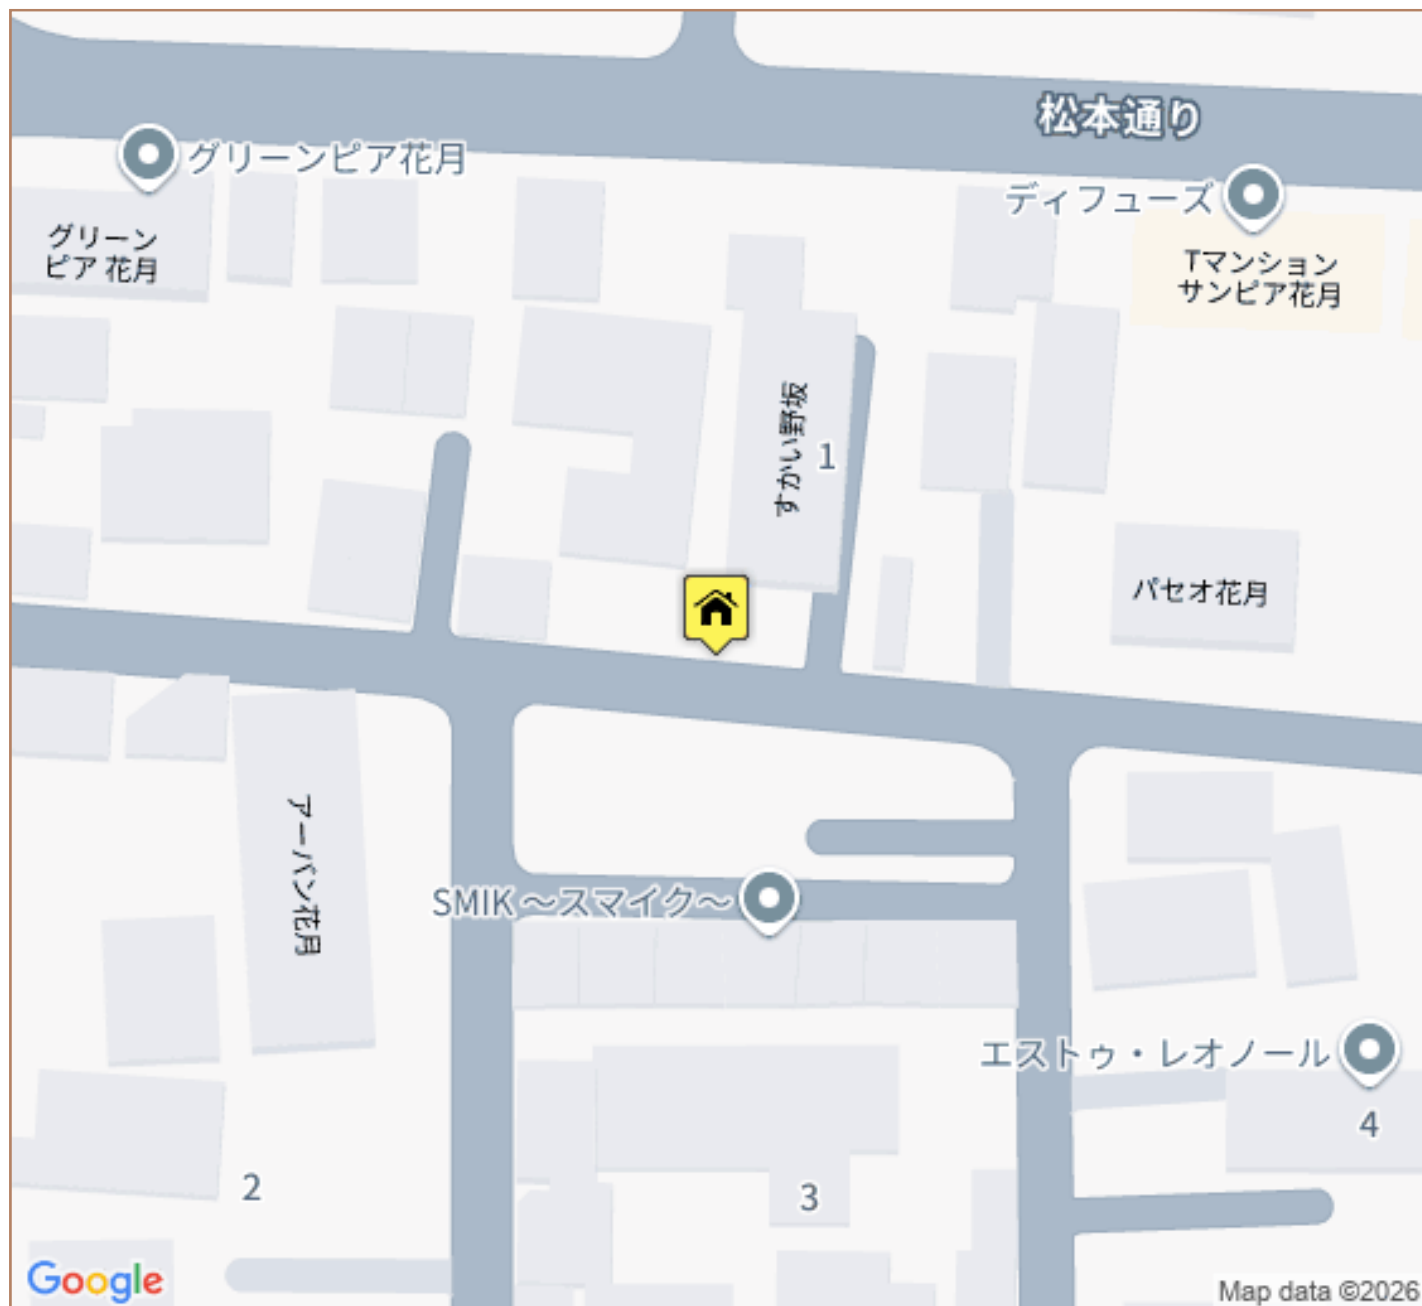 松本通り
グリーンピア花月
ディフューズ
グリーン
ピア 花月
Tマンション
サンピア花月
すかい野坂
1
パセオ花月
アーバン花月
SMIK ～スマイク～
エストゥ・レオノール
4
2
3
Google
Map data ©2026